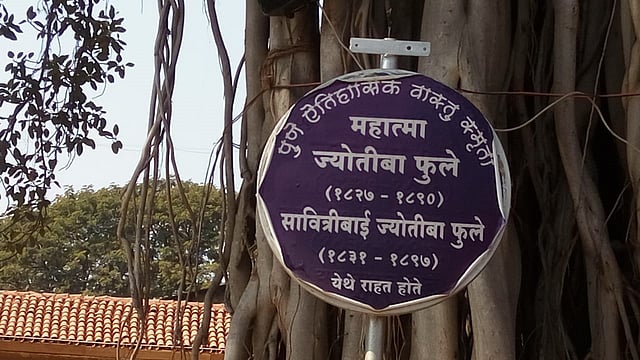 पुणे ऐतिहासिक वास्तु स्मृती
महात्मा
ज्योतीबा फुले
(१८२७ - १८९०)
सावित्रीबाई ज्योतीबा फुले
(१८३१ - १८९७)
येथे राहत होते